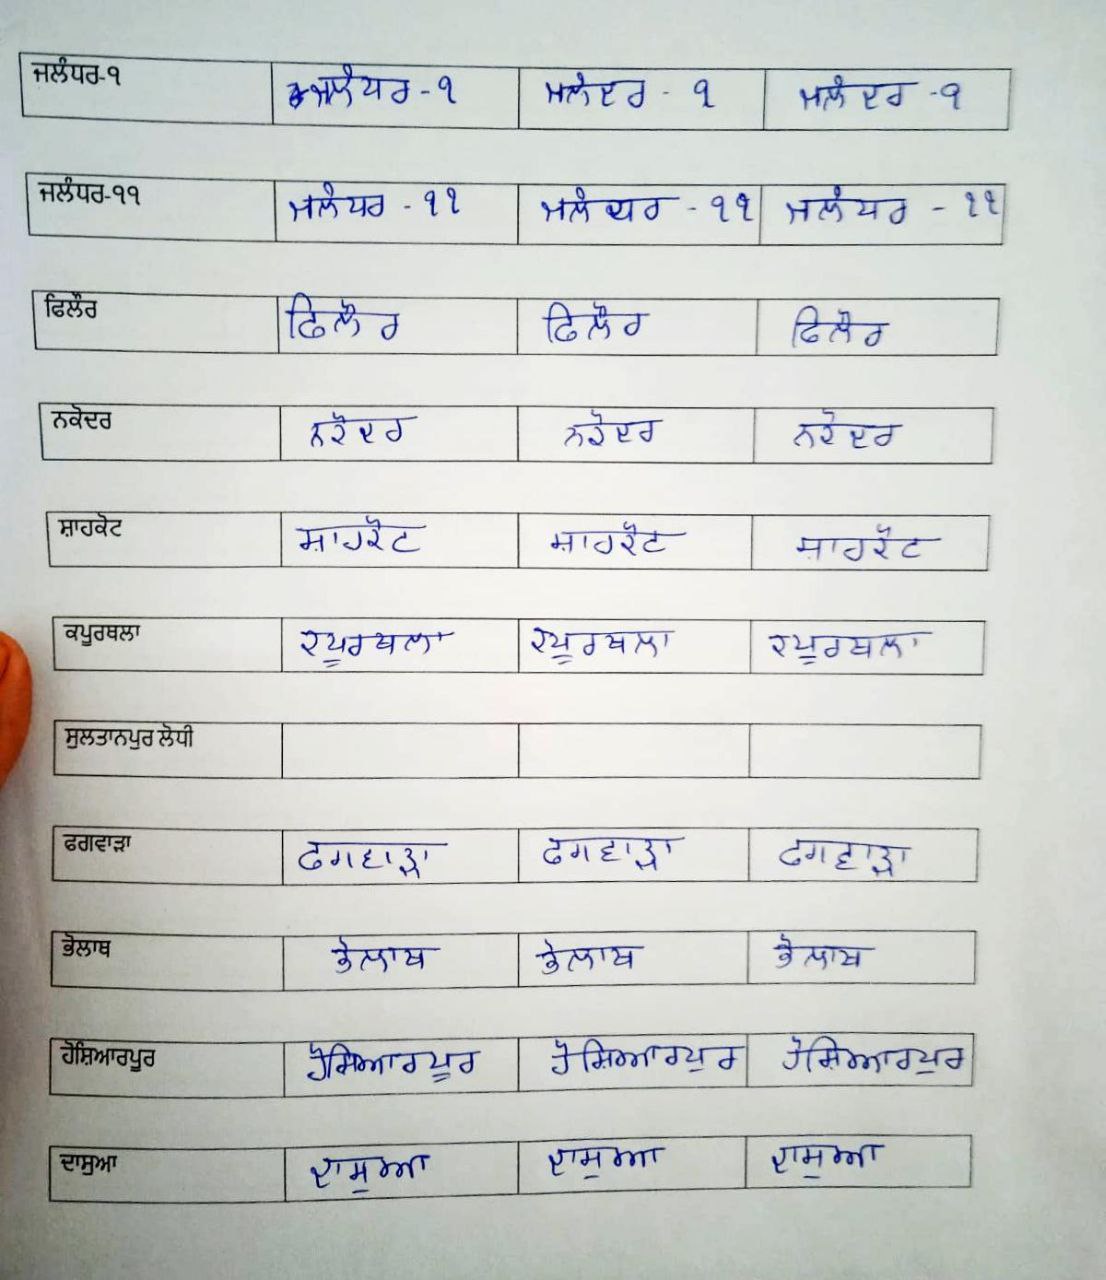 ਜਲੰਧਰ-੧ ਜਲੰਧਰ - ੧ ਜਲੰਦਰ - ੧ ਜਲੰਦਰ - ੧
ਜਲੰਧਰ-੧੧ ਜਲੰਧਰ - ੧੧ ਜਲੰਧਰ - ੧੧ ਜਲੰਧਰ - ੧੧
ਫਿਲੌਰ ਫਿਲੌਰ ਫਿਲੌਰ ਫਿਲੌਰ
ਨਕੋਦਰ ਨਕੋਦਰ ਨਕੋਦਰ ਨਕੋਦਰ
ਸ਼ਾਹਕੋਟ ਸ਼ਾਹਕੋਟ ਸ਼ਾਹਕੋਟ ਸ਼ਾਹਕੋਟ
ਕਪੂਰਥਲਾ ਕਪੂਰਥਲਾ ਕਪੂਰਥਲਾ ਕਪੂਰਥਲਾ
ਸੁਲਤਾਨਪੁਰ ਲੋਧੀ
ਫਗਵਾੜਾ ਫਗਵਾੜਾ ਫਗਵਾੜਾ ਫਗਵਾੜਾ
ਭੋਲਾਥ ਭੋਲਾਥ ਭੋਲਾਥ ਭੋਲਾਥ
ਹੋਸ਼ਿਆਰਪੂਰ ਹੋਸ਼ਿਆਰਪੂਰ ਹੋਸ਼ਿਆਰਪੁਰ ਹੋਸ਼ਿਆਰਪੁਰ
ਦਾਸੁਆ ਦਾਸੁਆ ਦਾਸੁਆ ਦਾਸੁਆ